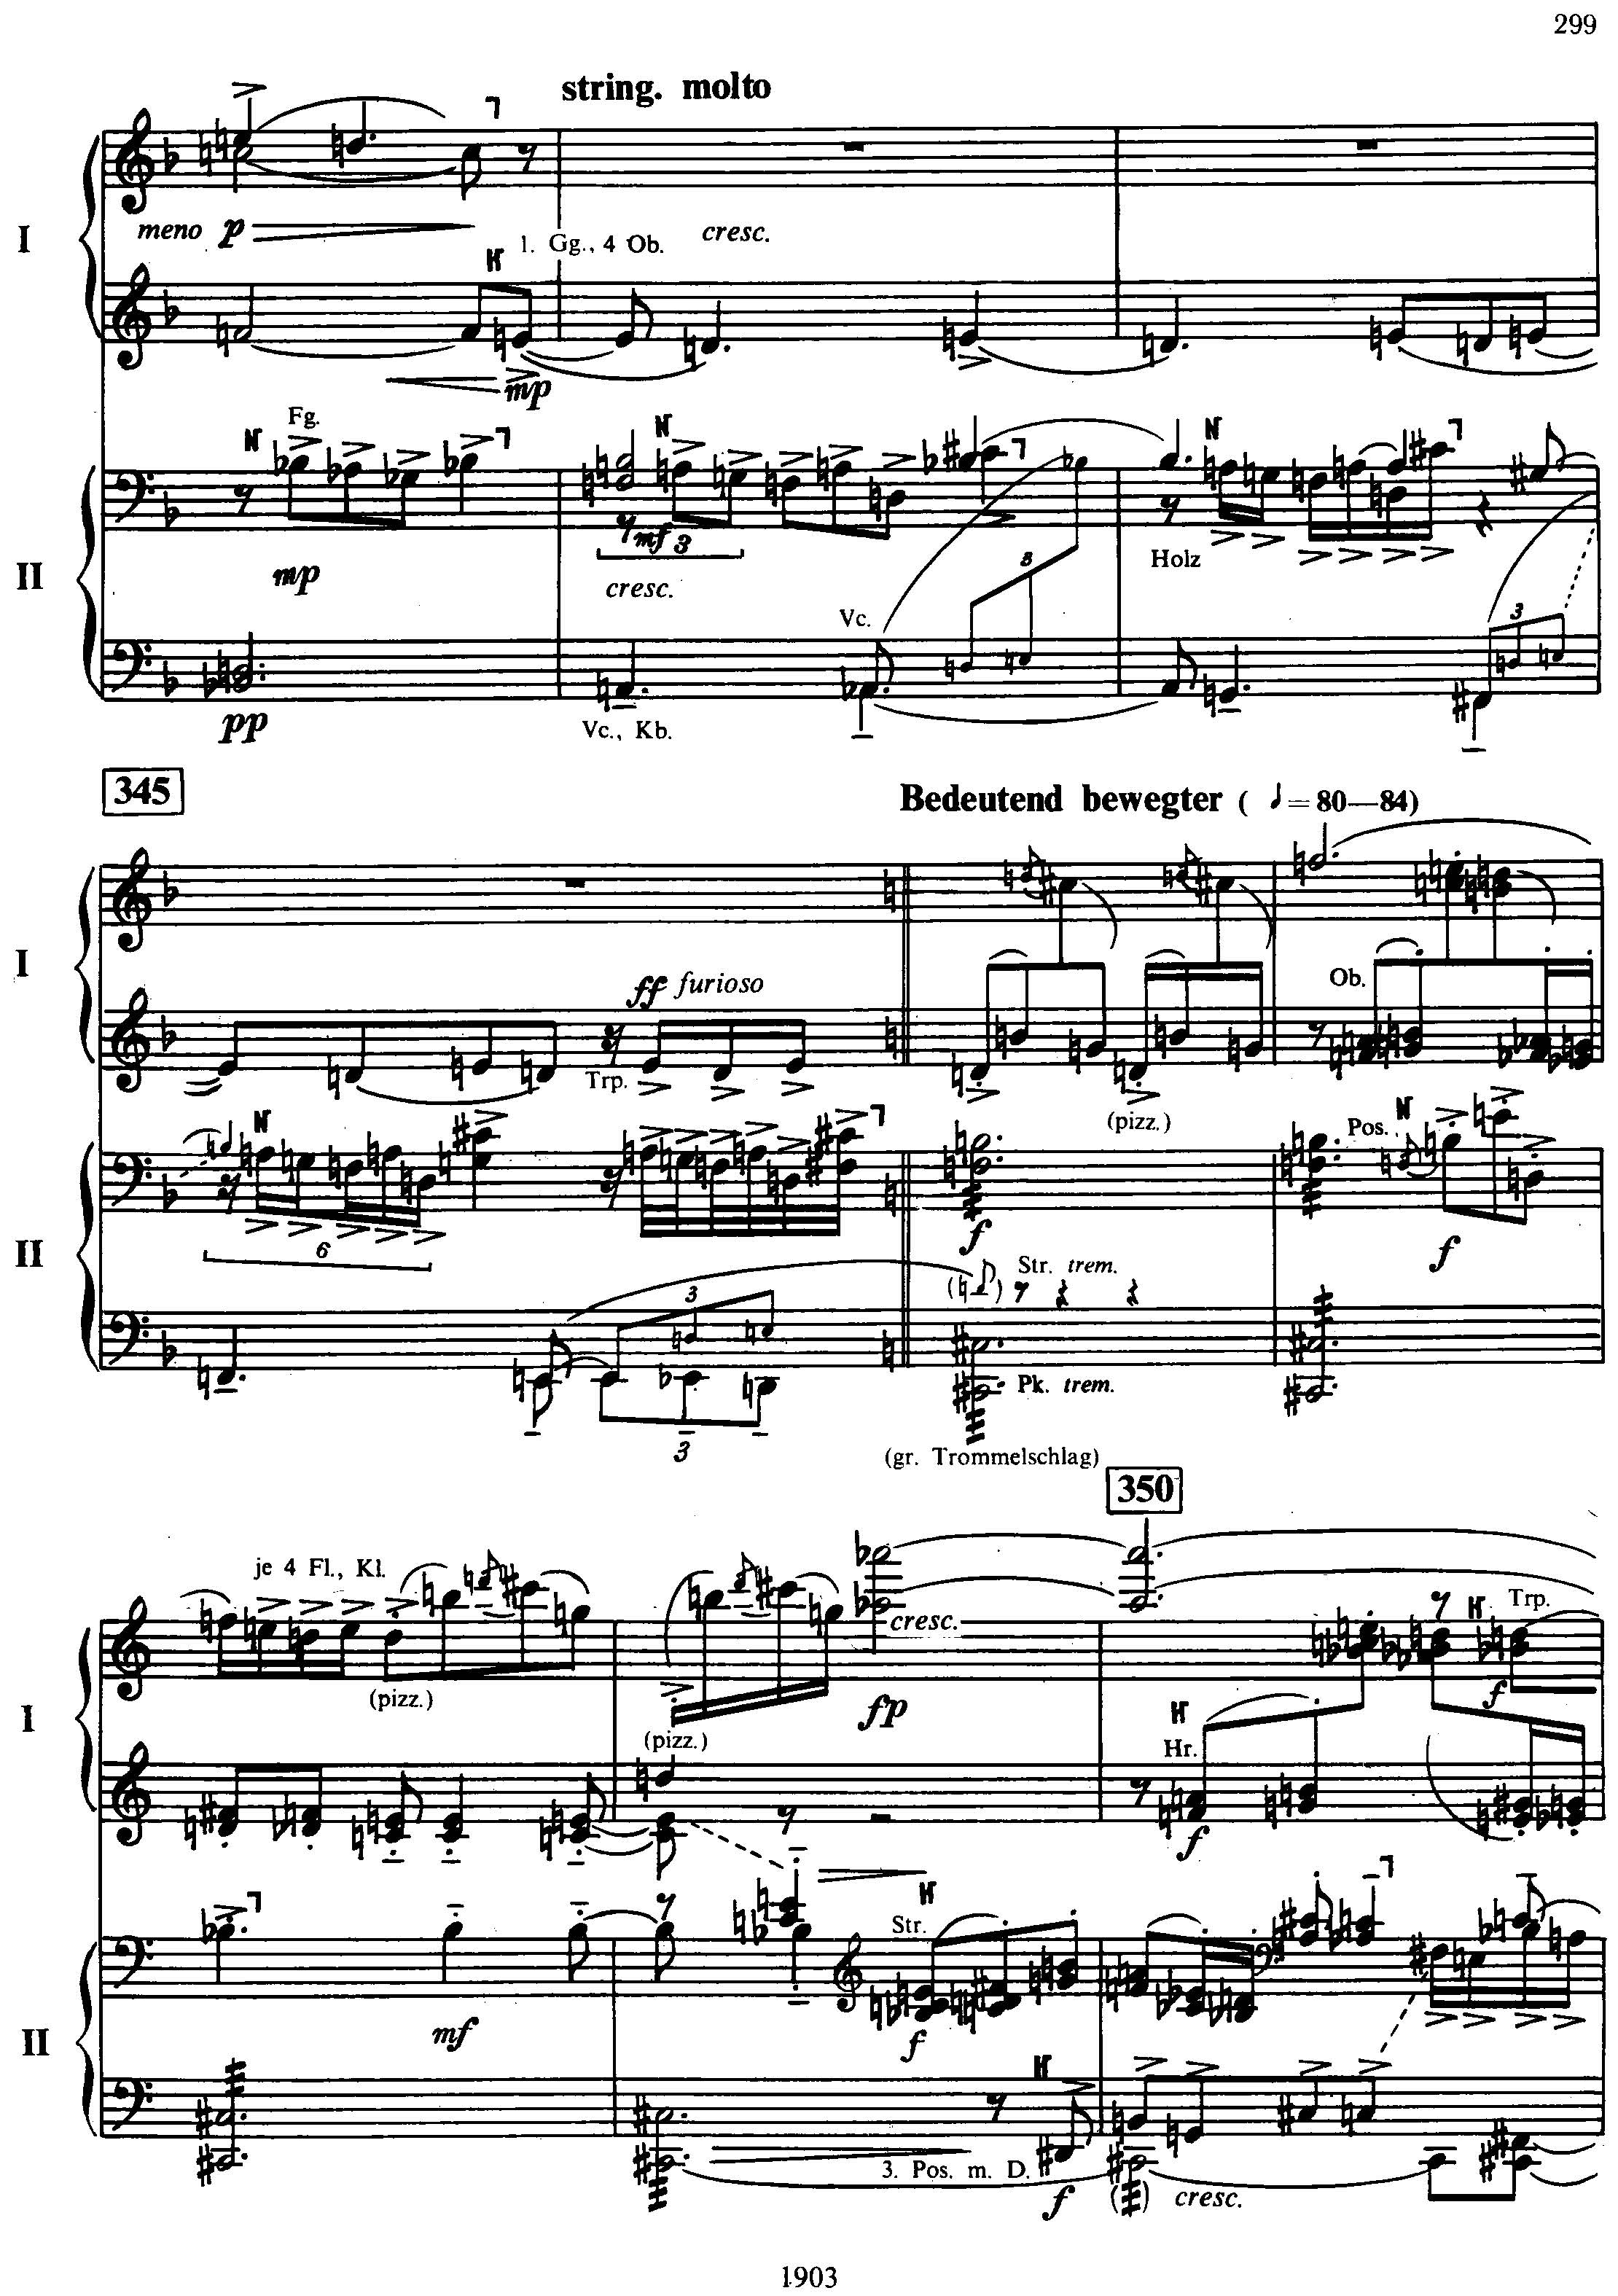 299
string. molto
I
meno p
1. Gg., 4 Ob.
cresc.
mp
Fg.
II
mp
mf 3
cresc.
3
Holz
3
Vc.
pp
Vc., Kb.
345
Bedeutend bewegter ( ♩=80—84)
I
Ob.
ff furioso
Trp.
(pizz.)
Pos.
II
6
f
f
Str. trem.
3
Pk. trem.
3
(gr. Trommelschlag)
350
je 4 Fl., Kl.
Trp.
cresc.
I
(pizz.)
fp
f
(pizz.)
Hr.
f
Str.
II
mf
f
3. Pos. m. D.
f
cresc.
1903